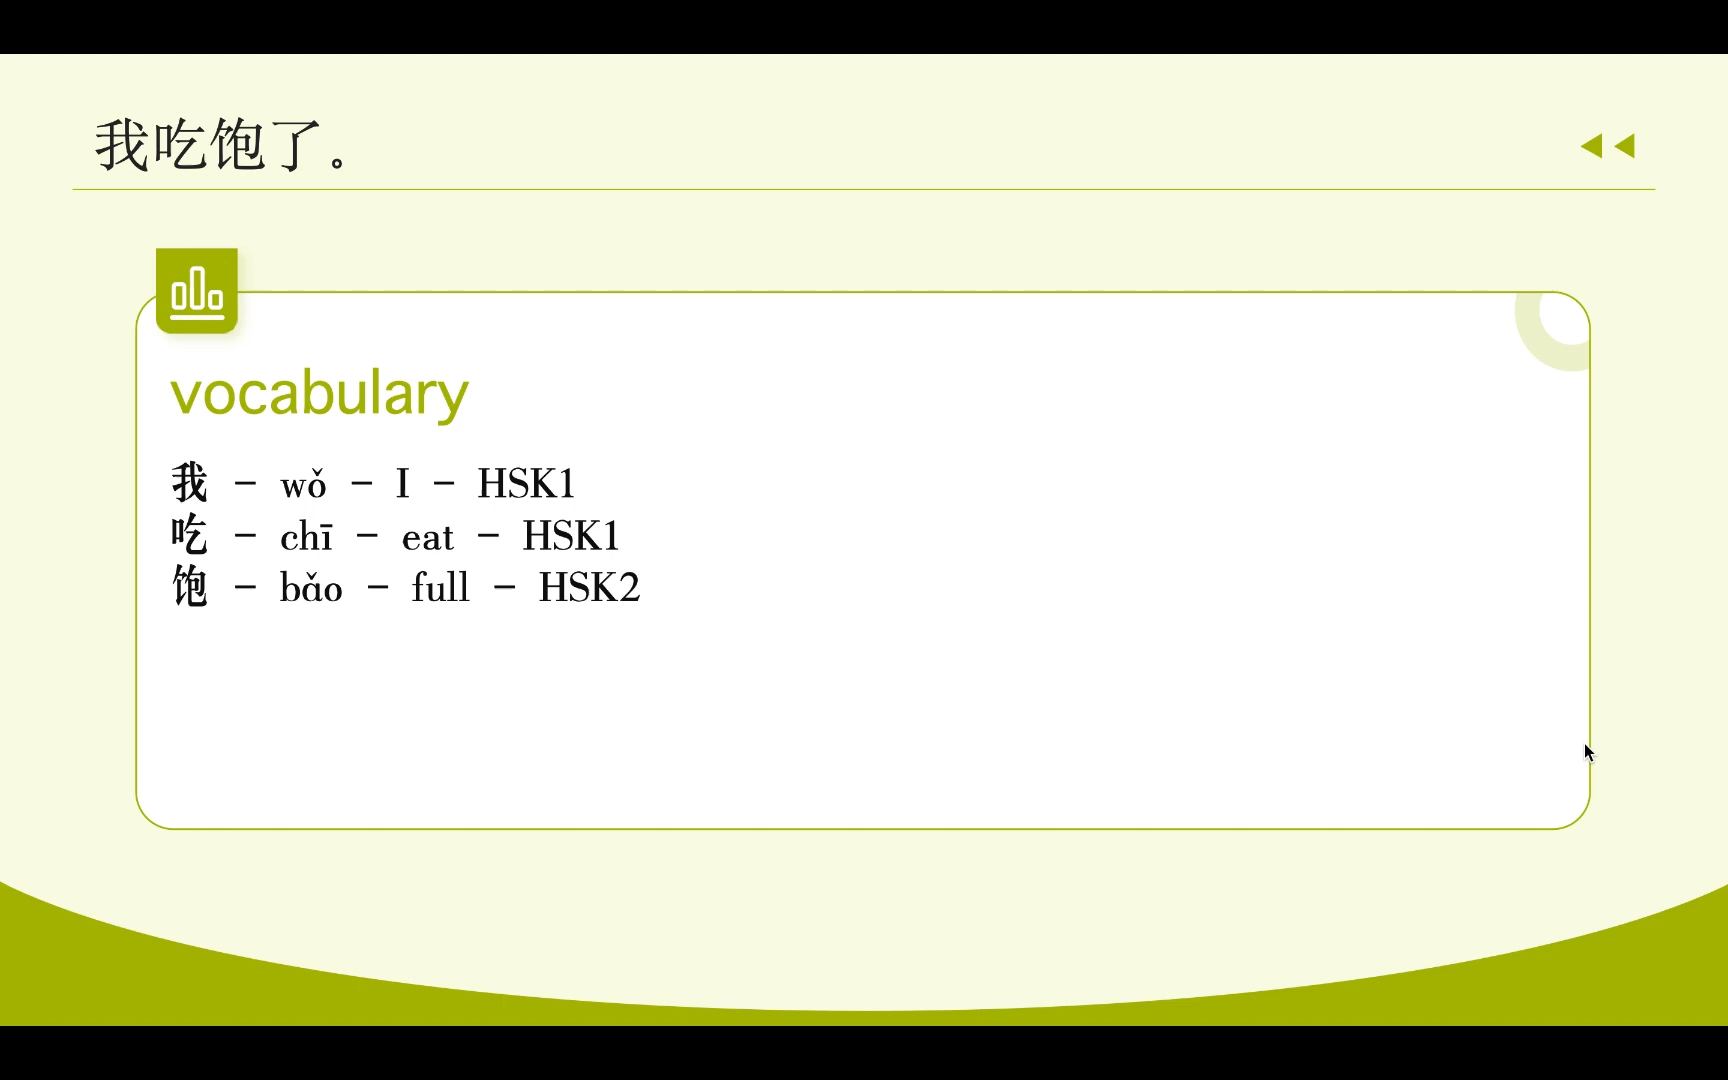 我吃饱了。
vocabulary
我 - wǒ - I - HSK1
吃 - chī - eat - HSK1
饱 - bǎo - full - HSK2